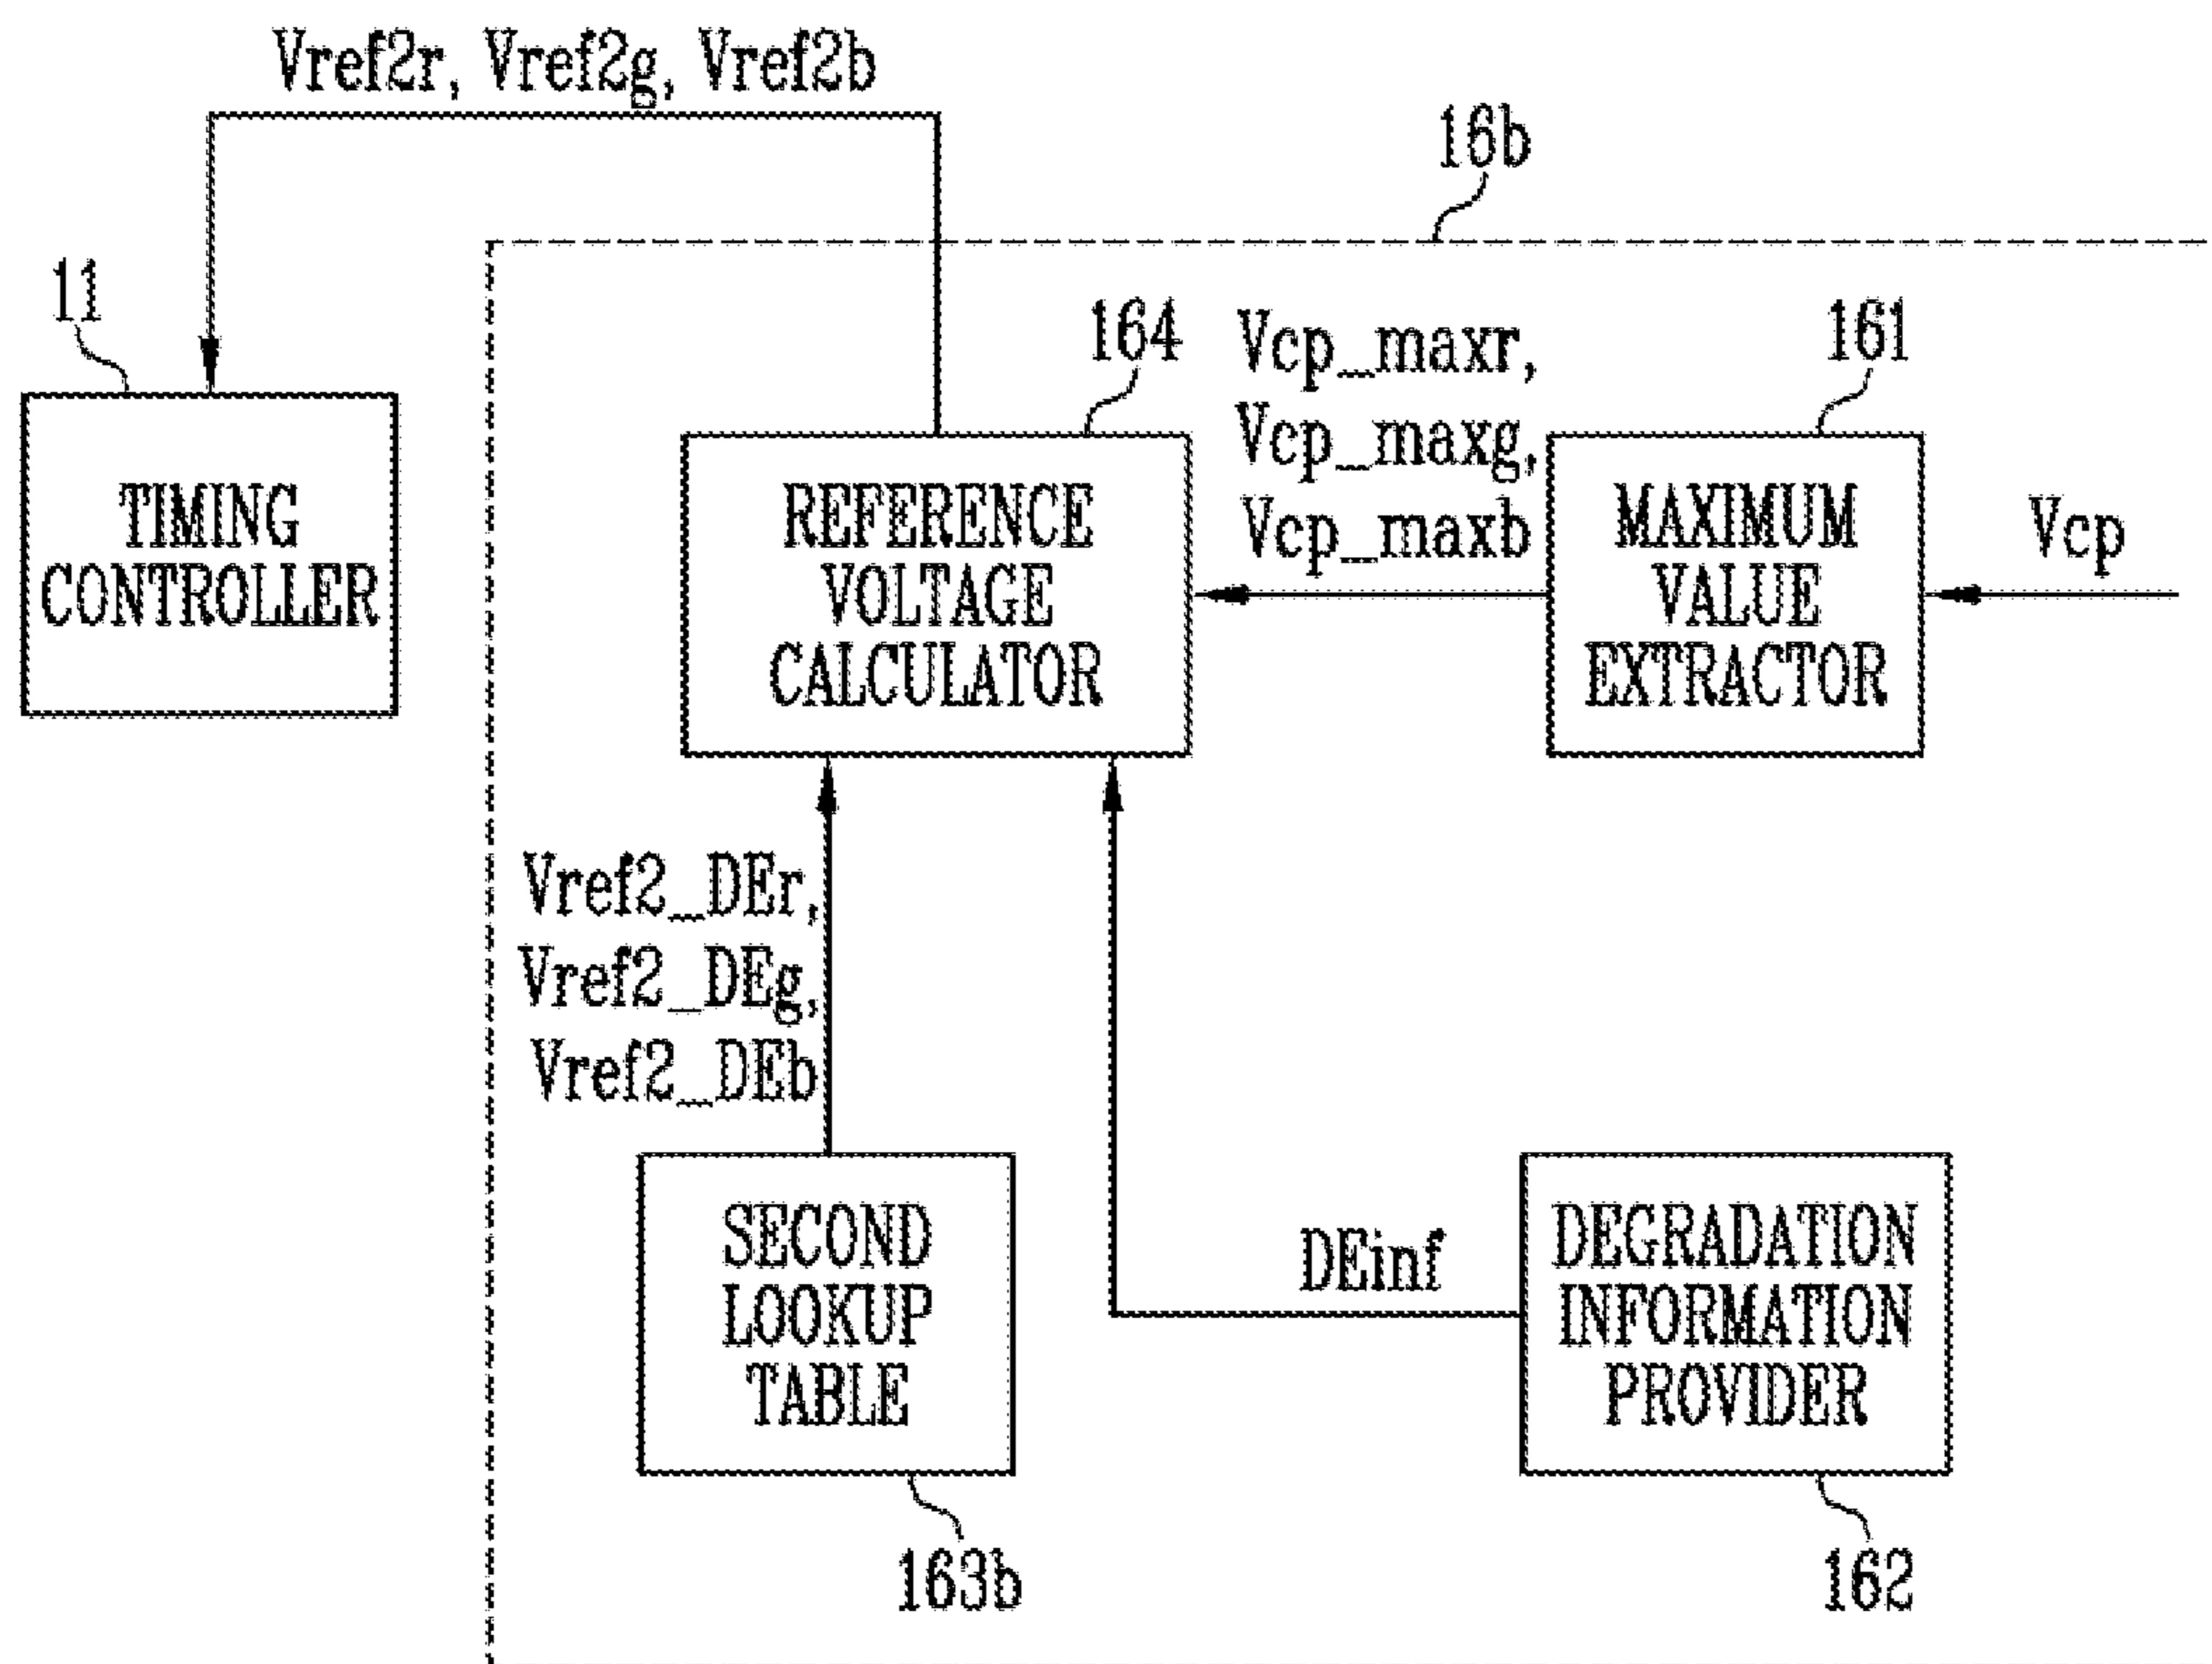 Vref2r, Vref2g, Vref2b
16b
11
164
Vcp_maxr,
Vcp_maxg,
Vcp_maxb
161
TIMING
CONTROLLER
REFERENCE
VOLTAGE
CALCULATOR
MAXIMUM
VALUE
EXTRACTOR
Vcp
Vref2_DEr,
Vref2_DEg,
Vref2_DEb
SECOND
LOOKUP
TABLE
DEinf
DEGRADATION
INFORMATION
PROVIDER
163b
162